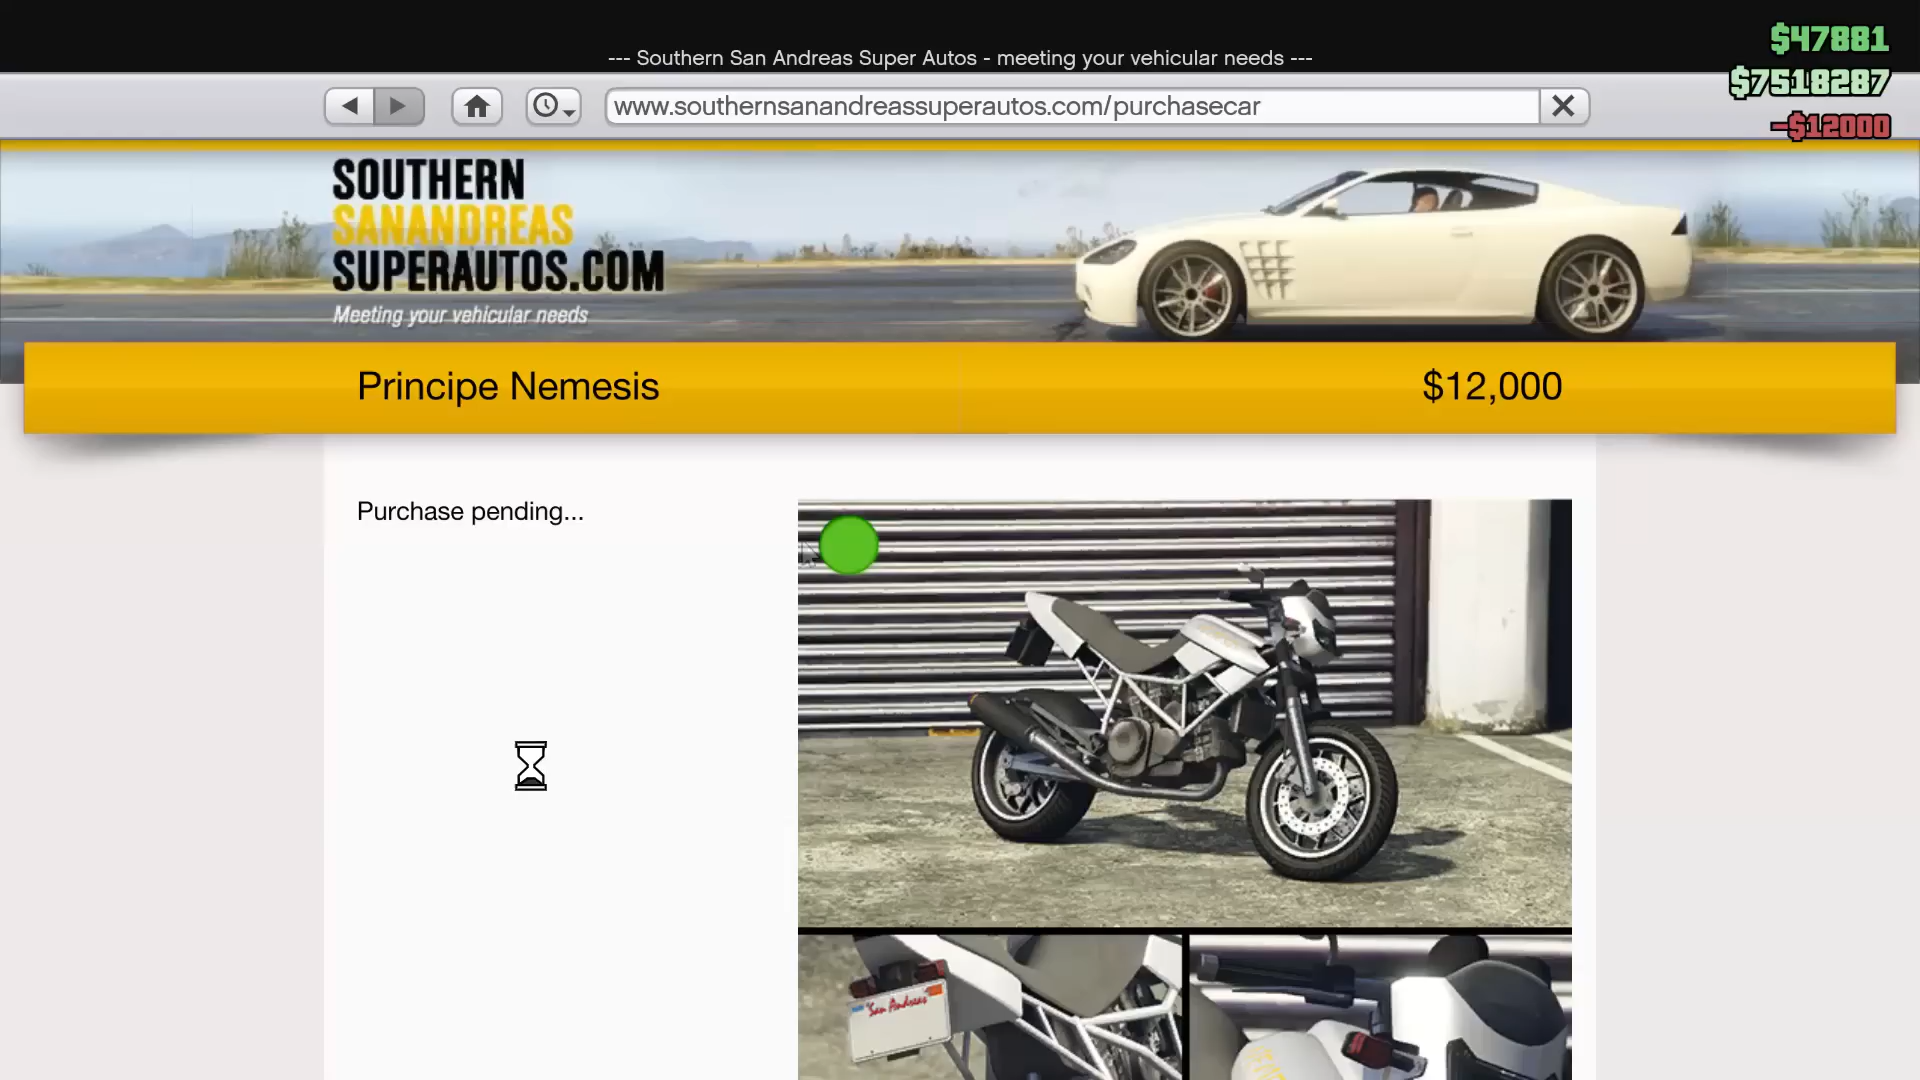 --- Southern San Andreas Super Autos - meeting your vehicular needs ---
$47881
$7518287
-$12000
www.southernsanandreassuperautos.com/purchasecar
SOUTHERN
SANANDREAS
SUPERAUTOS.COM
Meeting your vehicular needs
Principe Nemesis
$12,000
Purchase pending...
San Andreas